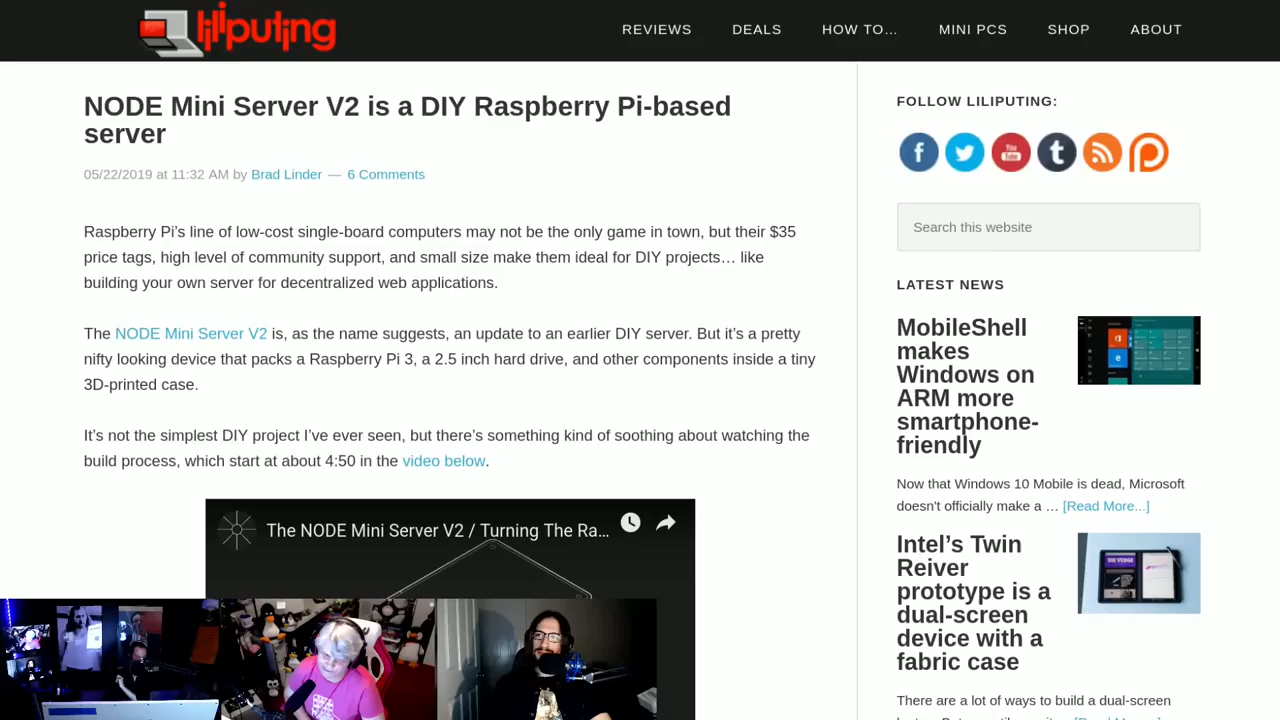 liliputing
REVIEWS
DEALS
HOW TO...
MINI PCS
SHOP
ABOUT
NODE Mini Server V2 is a DIY Raspberry Pi-based
server
05/22/2019 at 11:32 AM by Brad Linder — 6 Comments
Raspberry Pi’s line of low-cost single-board computers may not be the only game in town, but their $35
price tags, high level of community support, and small size make them ideal for DIY projects… like
building your own server for decentralized web applications.
The NODE Mini Server V2 is, as the name suggests, an update to an earlier DIY server. But it’s a pretty
nifty looking device that packs a Raspberry Pi 3, a 2.5 inch hard drive, and other components inside a tiny
3D-printed case.
It’s not the simplest DIY project I’ve ever seen, but there’s something kind of soothing about watching the
build process, which start at about 4:50 in the video below.
The NODE Mini Server V2 / Turning The Ra...
FOLLOW LILIPUTING:
You
Tube
Search this website
LATEST NEWS
MobileShell
makes
Windows on
ARM more
smartphone-
friendly
Now that Windows 10 Mobile is dead, Microsoft
doesn't officially make a … [Read More...]
Intel’s Twin
Reiver
prototype is a
dual-screen
device with a
fabric case
There are a lot of ways to build a dual-screen